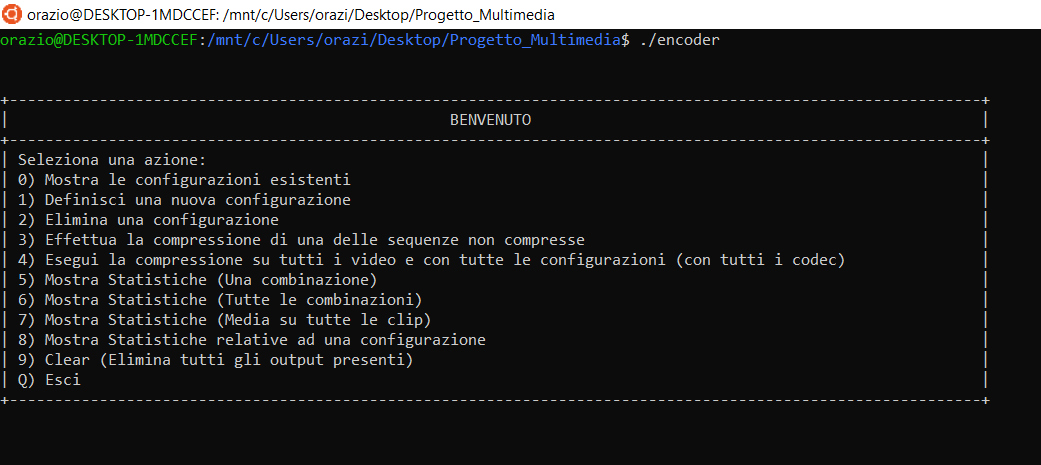 orazio@DESKTOP-1MDCCEF: /mnt/c/Users/orazi/Desktop/Progetto_Multimedia
orazio@DESKTOP-1MDCCEF:/mnt/c/Users/orazi/Desktop/Progetto_Multimedia$ ./encoder
BENVENUTO
Seleziona una azione:
0) Mostra le configurazioni esistenti
1) Definisci una nuova configurazione
2) Elimina una configurazione
3) Effettua la compressione di una delle sequenze non compresse
4) Esegui la compressione su tutti i video e con tutte le configurazioni (con tutti i codec)
5) Mostra Statistiche (Una combinazione)
6) Mostra Statistiche (Tutte le combinazioni)
7) Mostra Statistiche (Media su tutte le clip)
8) Mostra Statistiche relative ad una configurazione
9) Clear (Elimina tutti gli output presenti)
Q) Esci